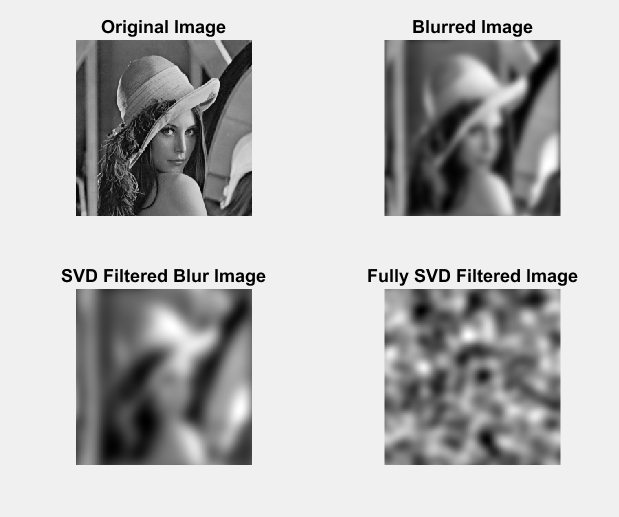 Original Image
Blurred Image
SVD Filtered Blur Image
Fully SVD Filtered Image